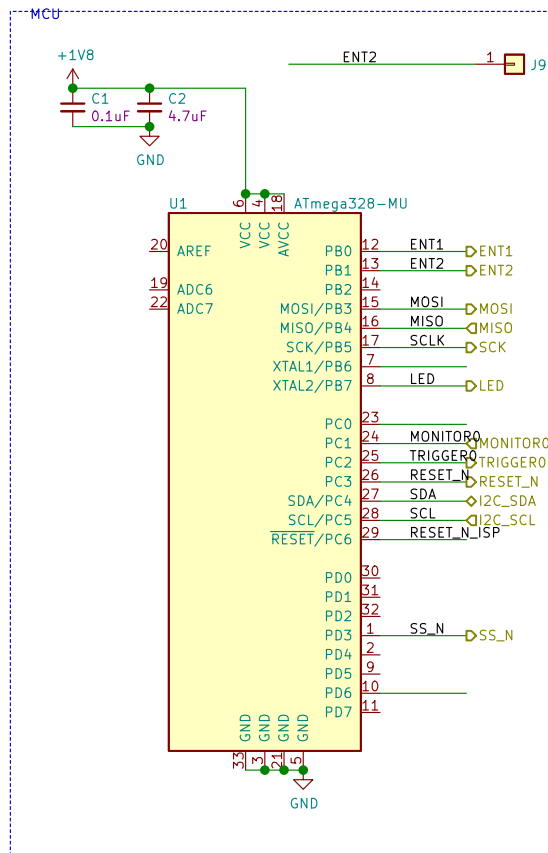 MCU
+1V8
ENT2 1 J9
C1 C2
0.1uF 4.7uF
GND
U1 ATmega328-MU
6 4 18
VCC VCC AVCC
20 AREF PB0 12 ENT1 ENT1
PB1 13 ENT2 ENT2
19 ADC6 PB2 14
22 ADC7 MOSI/PB3 15 MOSI MOSI
MISO/PB4 16 MISO MISO
SCK/PB5 17 SCLK SCK
XTAL1/PB6 7
XTAL2/PB7 8 LED LED
PC0 23
PC1 24 MONITOR0 MONITOR0
PC2 25 TRIGGER0 TRIGGER0
PC3 26 RESET_N RESET_N
SDA/PC4 27 SDA I2C_SDA
SCL/PC5 28 SCL I2C_SCL
RESET/PC6 29 RESET_N_ISP
PD0 30
PD1 31
PD2 32
PD3 1 SS_N SS_N
PD4 2
PD5 9
PD6 10
PD7 11
GND GND GND GND
33 3 21 5
GND